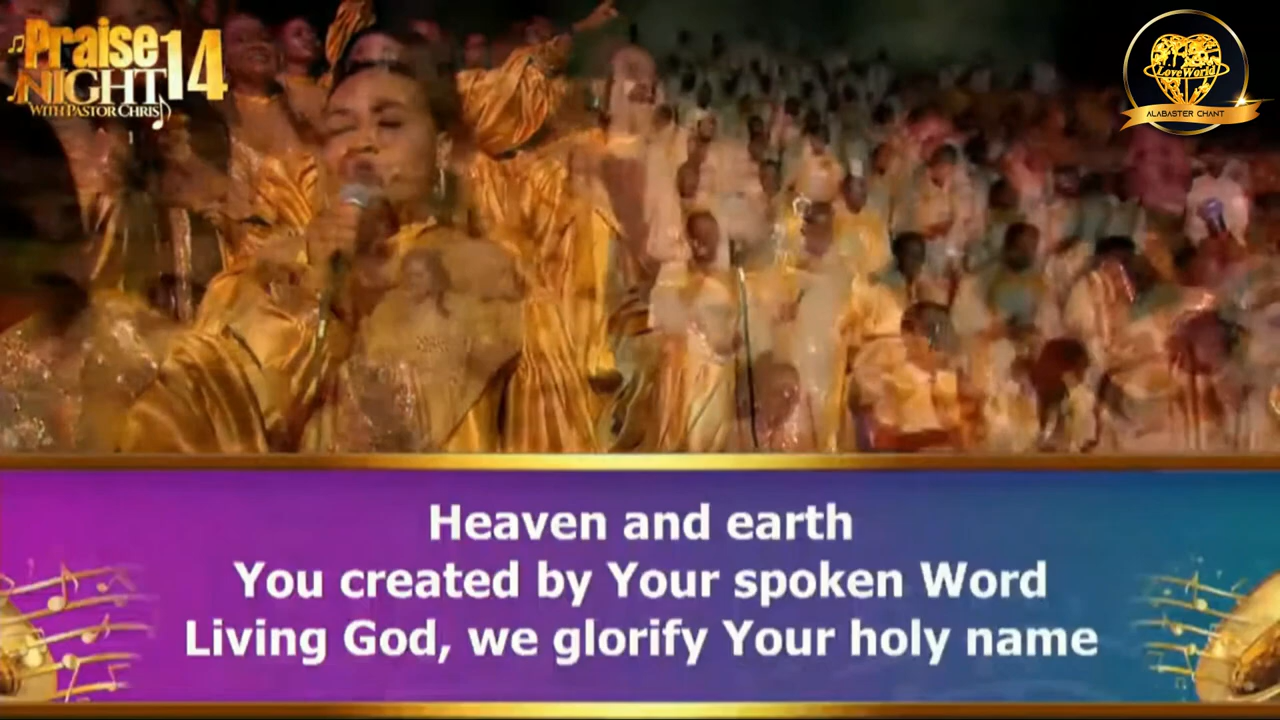 Praise
NIGHT 14
WITH PASTOR CHRIS
LoveWorld
ALABASTER CHANT
Heaven and earth
You created by Your spoken Word
Living God, we glorify Your holy name